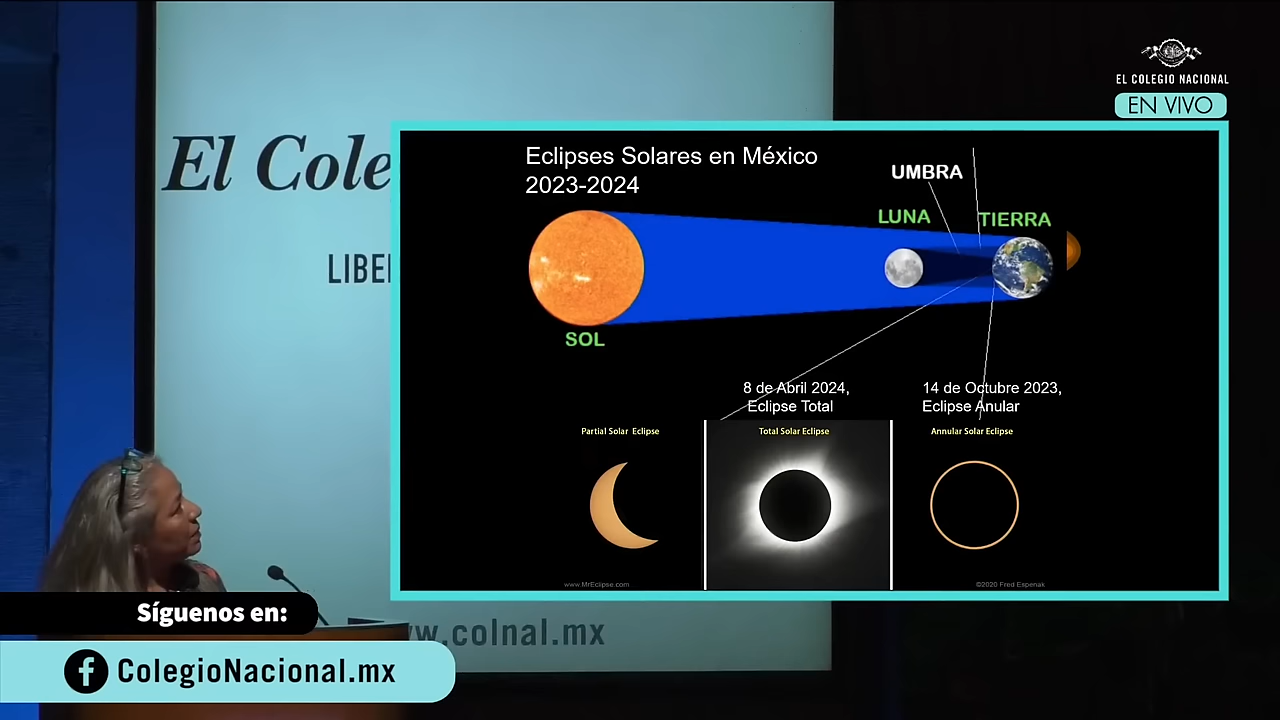 EL COLEGIO NACIONAL
EN VIVO
El Cole
LIBE
Eclipses Solares en México
2023-2024
UMBRA
LUNA
TIERRA
SOL
8 de Abril 2024,
Eclipse Total
14 de Octubre 2023,
Eclipse Anular
Partial Solar Eclipse
Total Solar Eclipse
Annular Solar Eclipse
www.MrEclipse.com
©2020 Fred Espenak
Síguenos en:
w.colnal.mx
ColegioNacional.mx